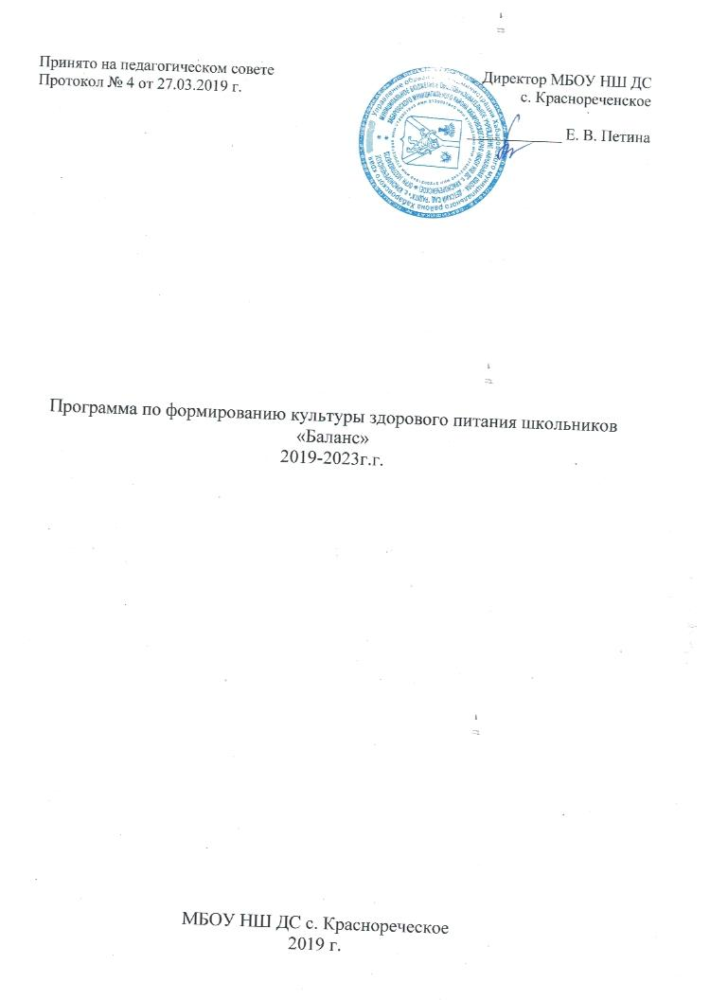 Принято на педагогическом совете
Протокол № 4 от 27.03.2019 г.
Директор МБОУ НШ ДС
с. Краснореченское
Е. В. Петина
Программа по формированию культуры здорового питания школьников
«Баланс»
2019-2023г.г.
МБОУ НШ ДС с. Краснореческое
2019 г.